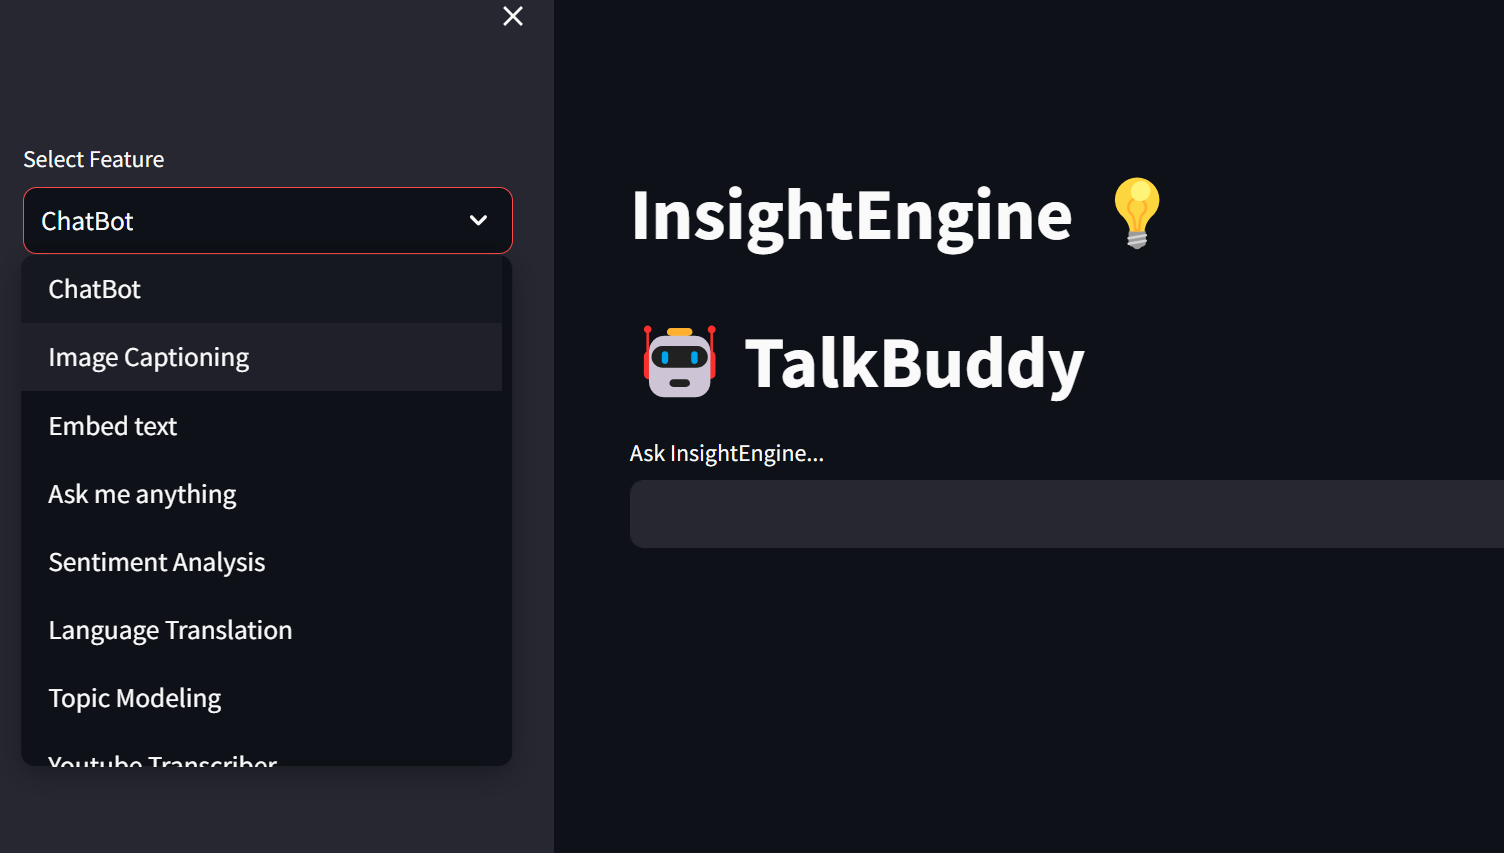 Select Feature
ChatBot
ChatBot
Image Captioning
Embed text
Ask me anything
Sentiment Analysis
Language Translation
Topic Modeling
Youtube Transcriber
InsightEngine
TalkBuddy
Ask InsightEngine...